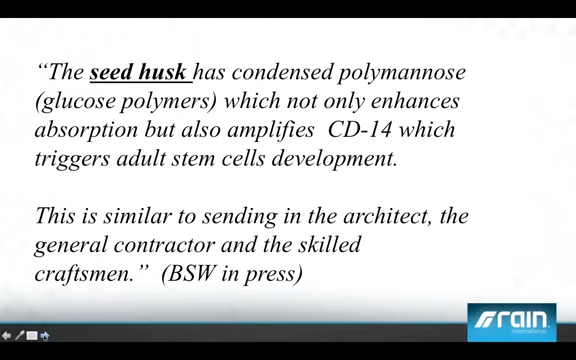 “The seed husk has condensed polymannose
(glucose polymers) which not only enhances
absorption but also amplifies CD-14 which
triggers adult stem cells development.
This is similar to sending in the architect, the
general contractor and the skilled
craftsmen.” (BSW in press)
rain
international